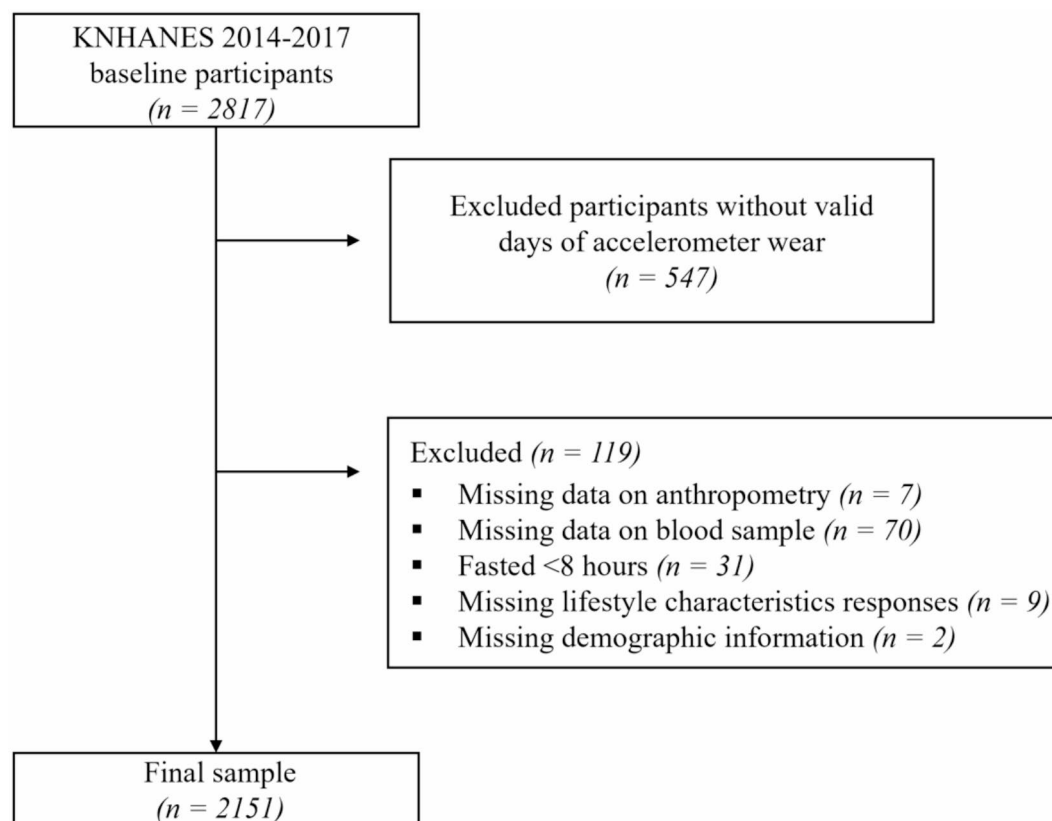 KNHANES 2014-2017
baseline participants
(n = 2817)
Excluded participants without valid
days of accelerometer wear
(n = 547)
Excluded (n = 119)
▪ Missing data on anthropometry (n = 7)
▪ Missing data on blood sample (n = 70)
▪ Fasted <8 hours (n = 31)
▪ Missing lifestyle characteristics responses (n = 9)
▪ Missing demographic information (n = 2)
Final sample
(n = 2151)